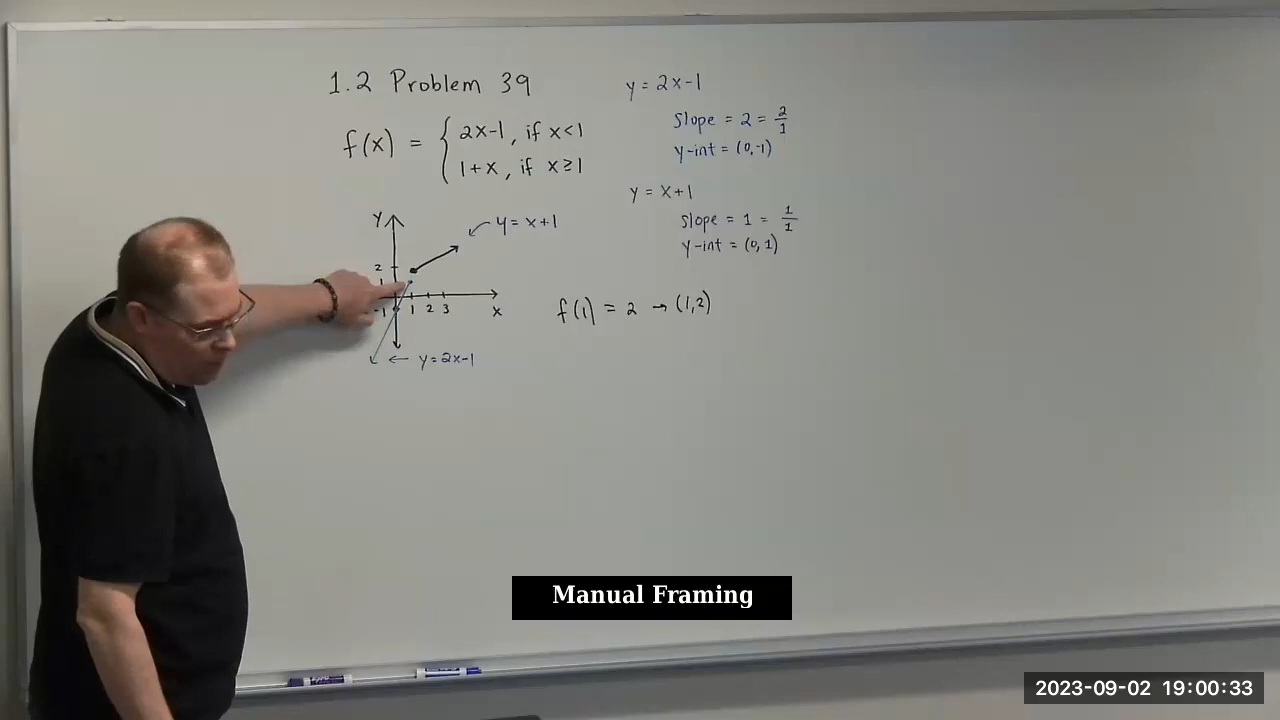 1.2 Problem 39
f(x) = { 2x-1, if x<1
1+x, if x≥1
y = 2x-1
slope = 2 = 2/1
y-int = (0,-1)
y = x+1
slope = 1 = 1/1
y-int = (0,1)
y
y = x+1
2
1
-1
1 2 3
x
y = 2x-1
f(1) = 2 → (1,2)
Manual Framing
2023-09-02 19:00:33